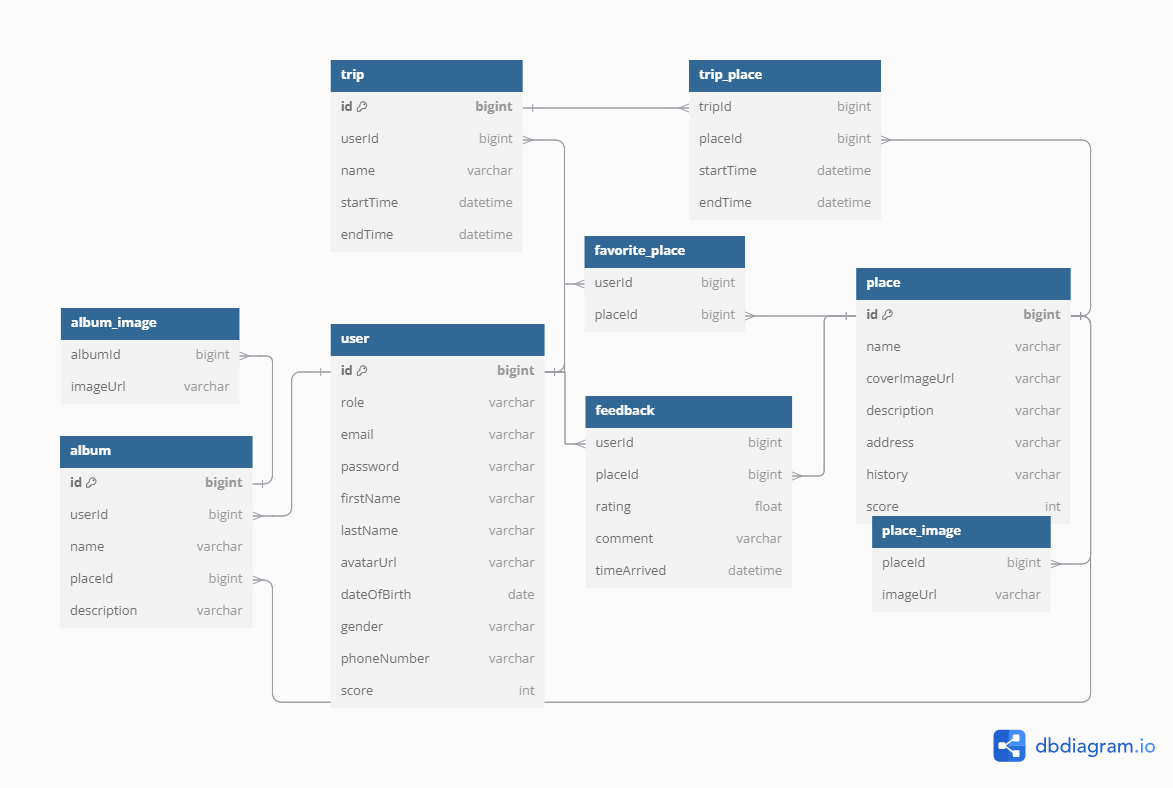 trip
id bigint
userId bigint
name varchar
startTime datetime
endTime datetime
trip_place
tripId bigint
placeId bigint
startTime datetime
endTime datetime
favorite_place
userId bigint
placeId bigint
place
id bigint
name varchar
coverImageUrl varchar
description varchar
address varchar
history varchar
score int
place_image
placeId bigint
imageUrl varchar
album_image
albumId bigint
imageUrl varchar
album
id bigint
userId bigint
name varchar
placeId bigint
description varchar
user
id bigint
role varchar
email varchar
password varchar
firstName varchar
lastName varchar
avatarUrl varchar
dateOfBirth date
gender varchar
phoneNumber varchar
score int
feedback
userId bigint
placeId bigint
rating float
comment varchar
timeArrived datetime
dbdiagram.io